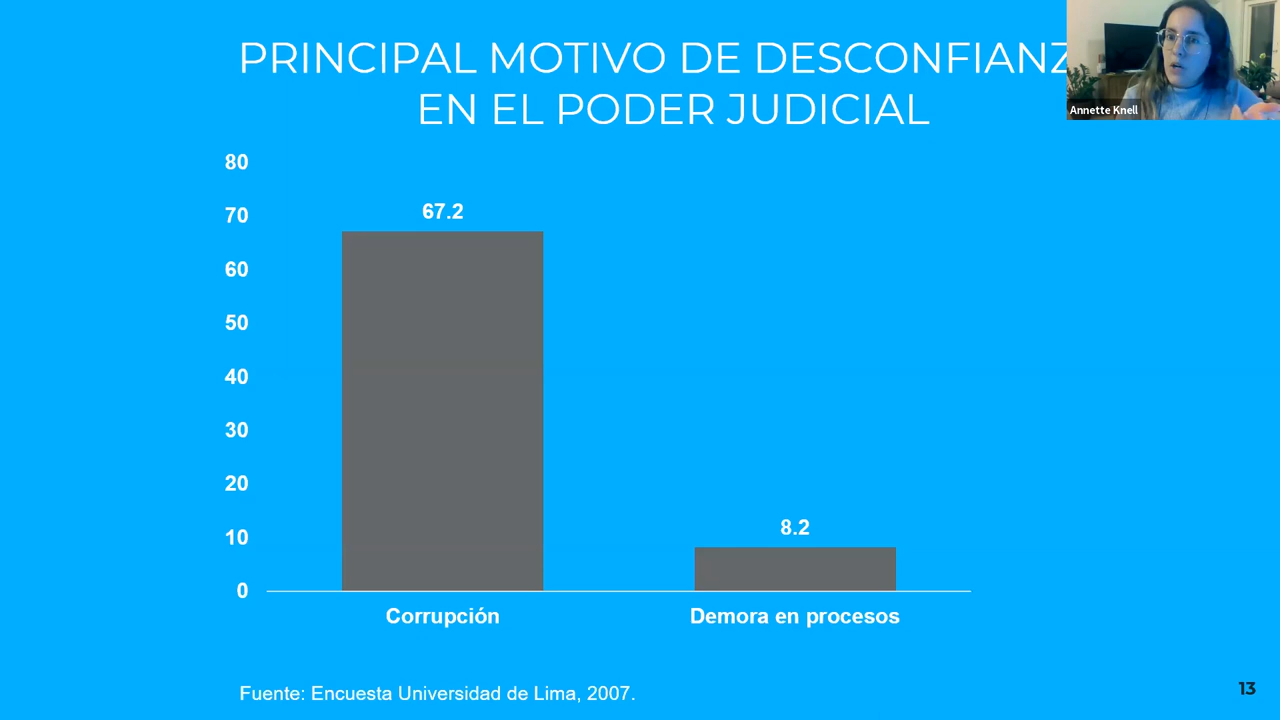 PRINCIPAL MOTIVO DE DESCONFIANZ
EN EL PODER JUDICIAL
Annette Knell
80
70
60
50
40
30
20
10
0
67.2
8.2
Corrupción
Demora en procesos
Fuente: Encuesta Universidad de Lima, 2007.
13